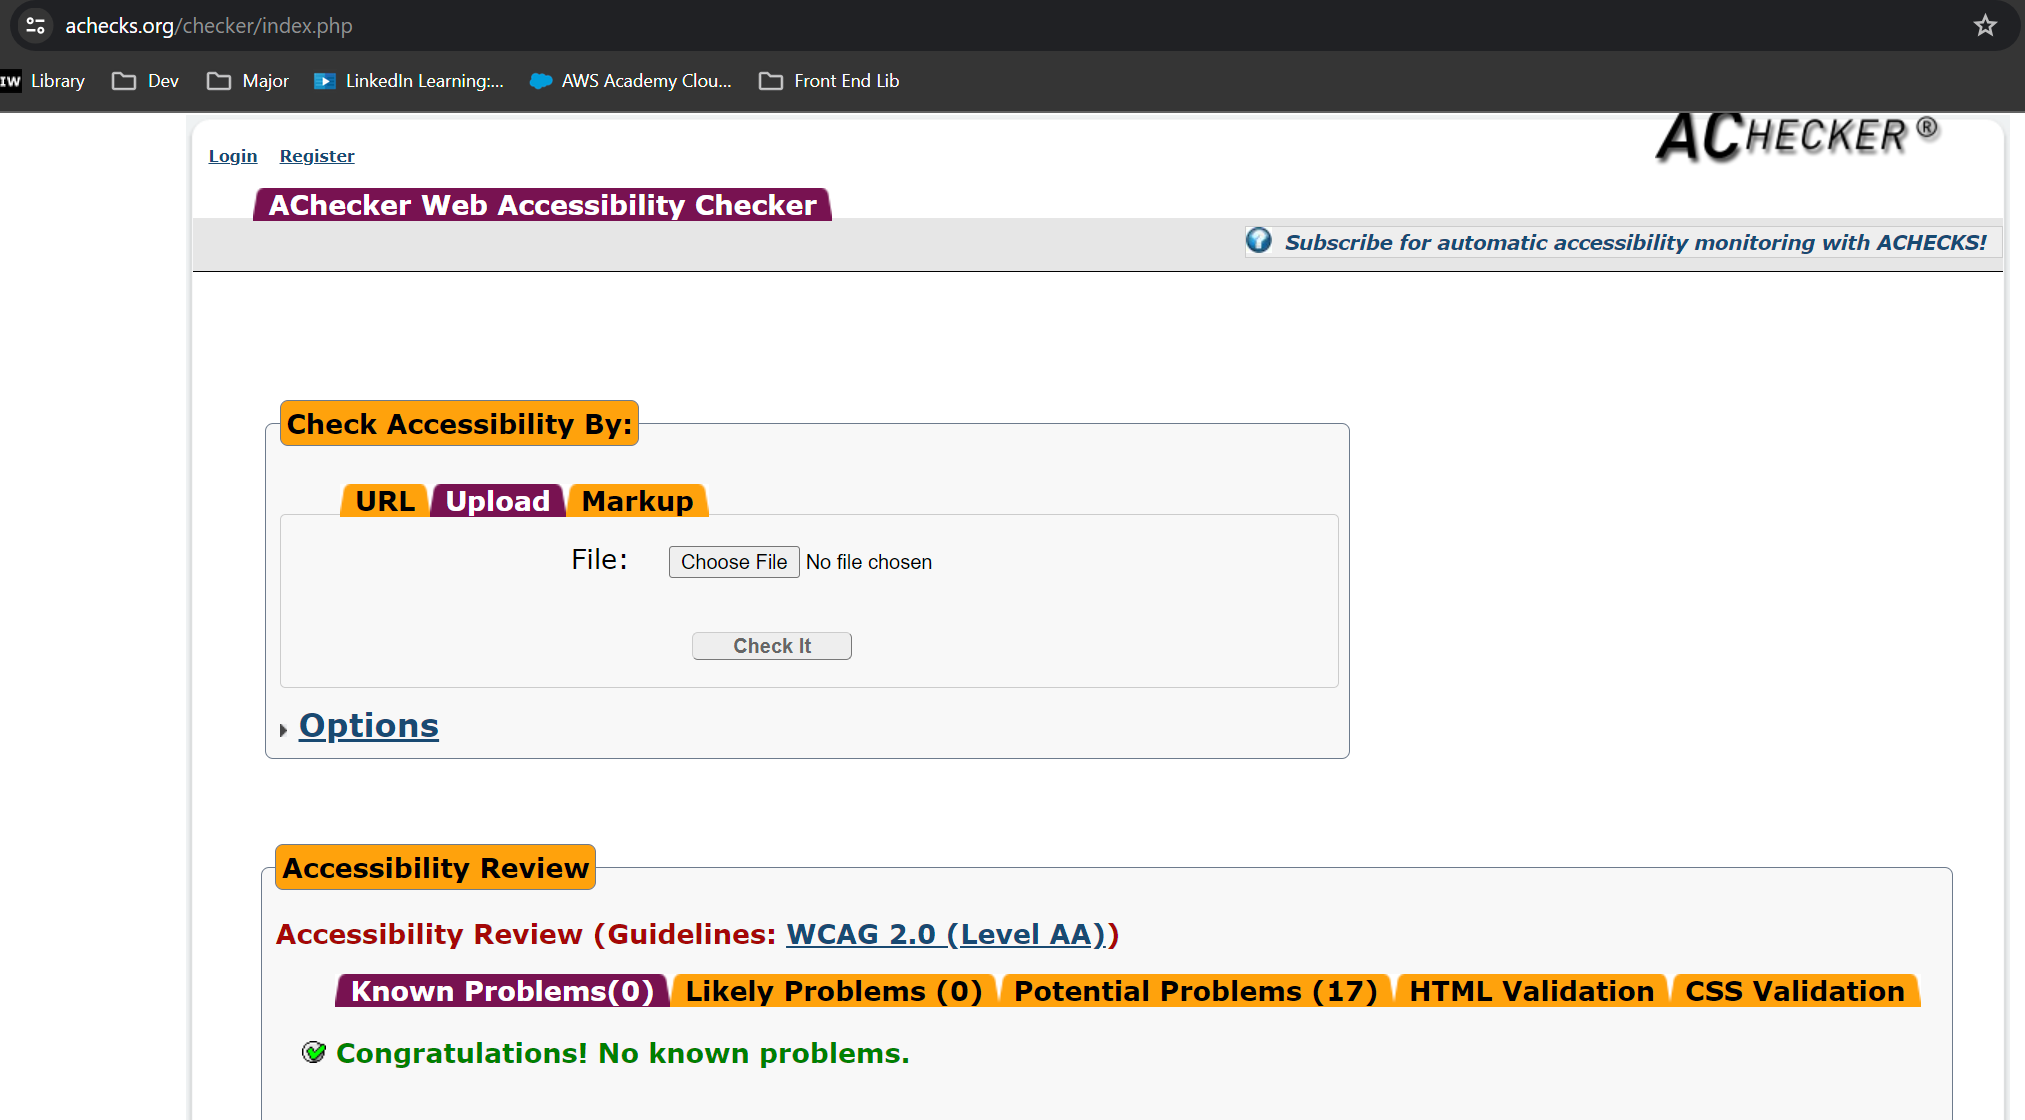 achecks.org/checker/index.php
IW Library Dev Major LinkedIn Learning:... AWS Academy Clou... Front End Lib
ACHECKER ®
Login Register
AChecker Web Accessibility Checker
? Subscribe for automatic accessibility monitoring with ACHECKS!
Check Accessibility By:
URL Upload Markup
File: Choose File No file chosen
Check It
Options
Accessibility Review
Accessibility Review (Guidelines: WCAG 2.0 (Level AA))
Known Problems(0) Likely Problems (0) Potential Problems (17) HTML Validation CSS Validation
Congratulations! No known problems.